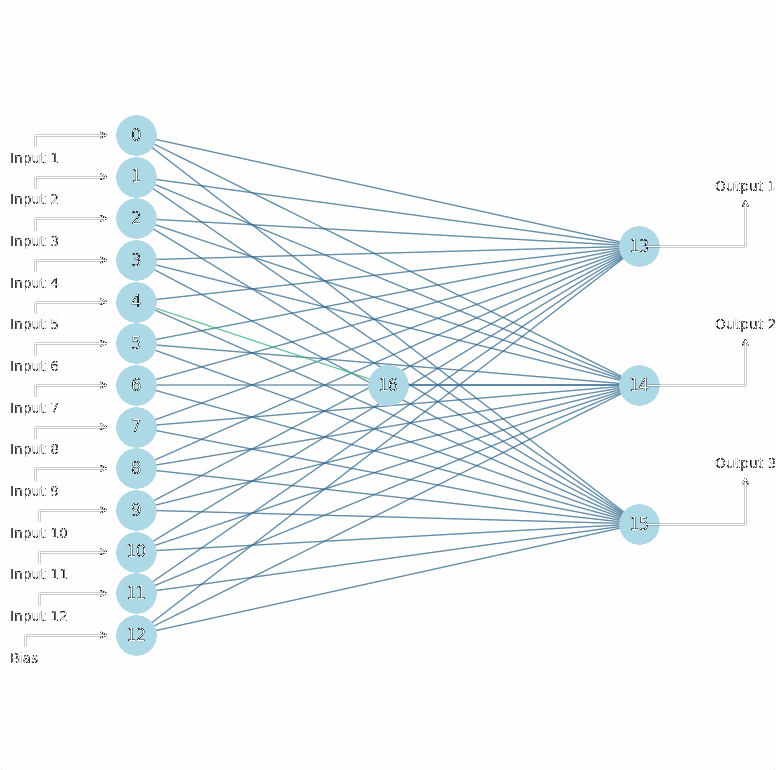 0
Input 1
1
Input 2
2
Input 3
3
Input 4
4
Input 5
5
Input 6
6
Input 7
7
Input 8
8
Input 9
9
Input 10
10
Input 11
11
Input 12
12
Bias
16
13
14
15
Output 1
Output 2
Output 3